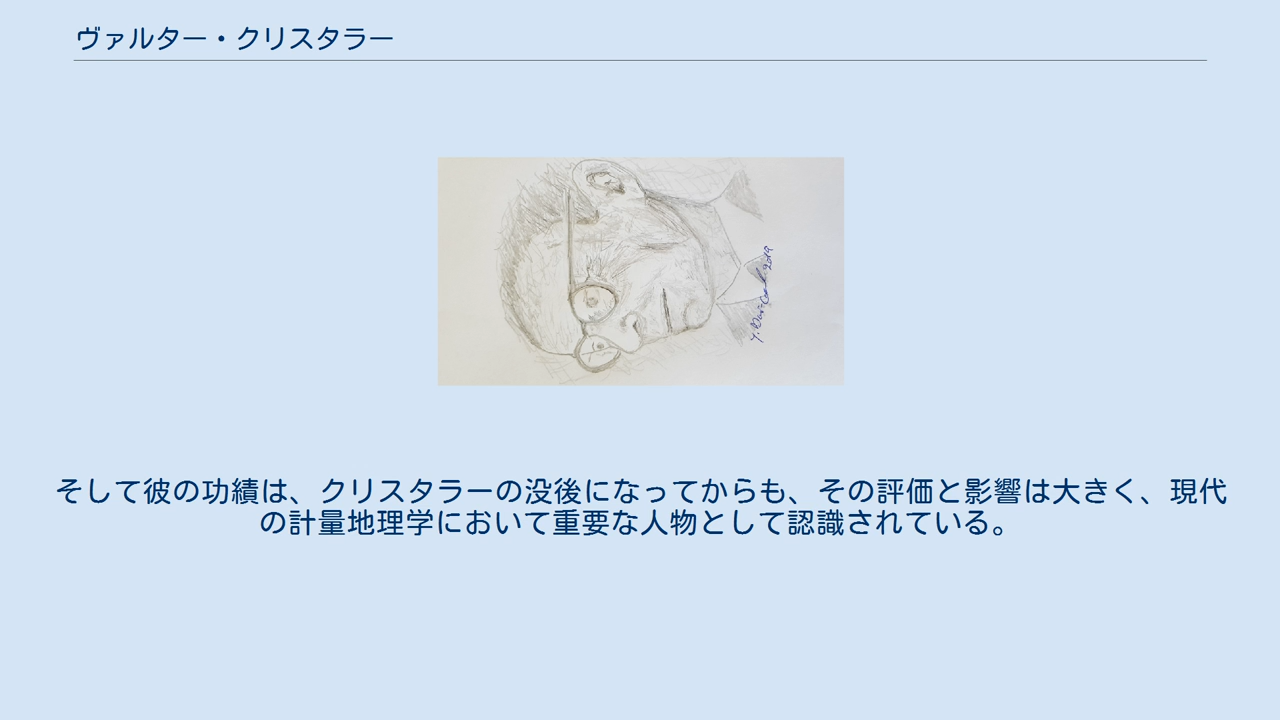 ヴァルター・クリスタラー
そして彼の功績は、クリスタラーの没後になってからも、その評価と影響は大きく、現代
の計量地理学において重要な人物として認識されている。